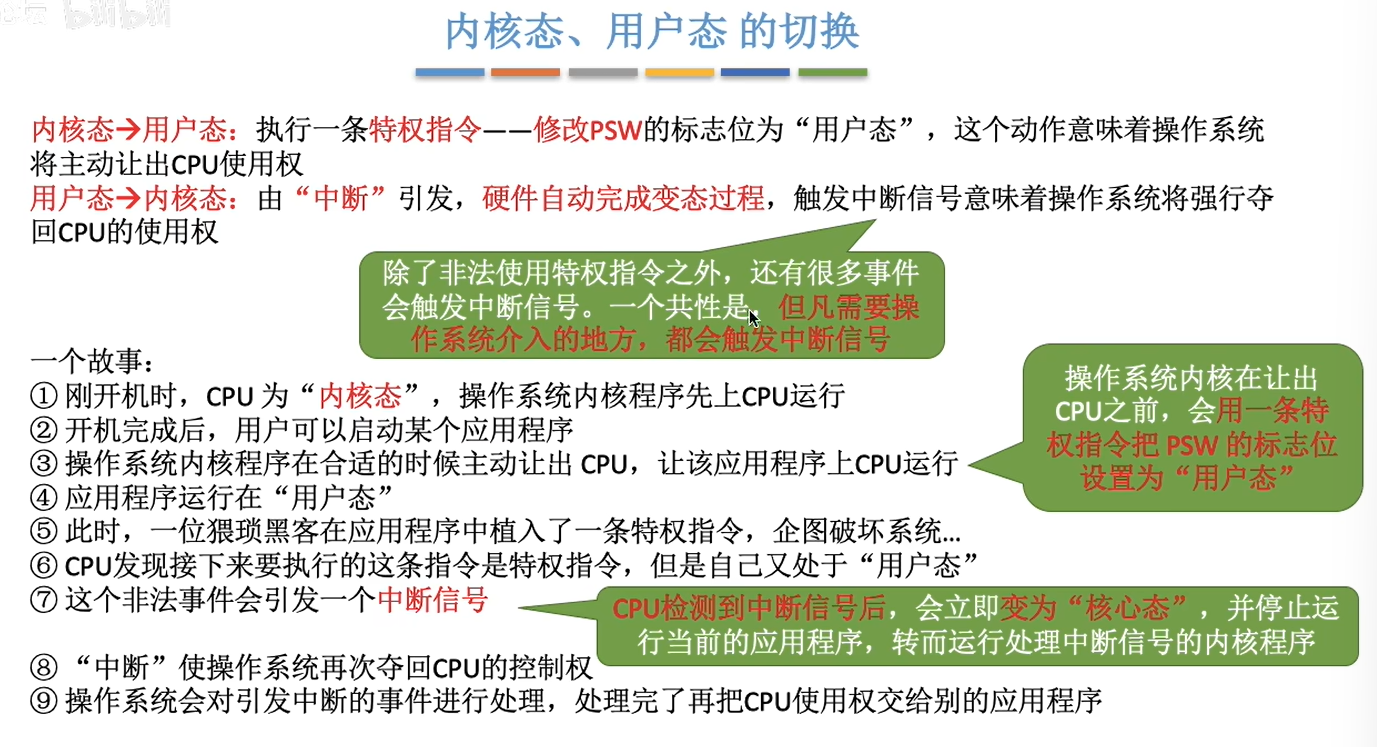 bilibili
内核态、用户态 的切换
内核态→用户态：执行一条特权指令——修改PSW的标志位为“用户态”，这个动作意味着操作系统
将主动让出CPU使用权
用户态→内核态：由“中断”引发，硬件自动完成变态过程，触发中断信号意味着操作系统将强行夺
回CPU的使用权
除了非法使用特权指令之外，还有很多事件
会触发中断信号。一个共性是，但凡需要操
作系统介入的地方，都会触发中断信号
一个故事：
① 刚开机时，CPU 为“内核态”，操作系统内核程序先上CPU运行
② 开机完成后，用户可以启动某个应用程序
③ 操作系统内核程序在合适的时候主动让出 CPU，让该应用程序上CPU运行
操作系统内核在让出
CPU之前，会用一条特
权指令把 PSW 的标志位
设置为“用户态”
④ 应用程序运行在“用户态”
⑤ 此时，一位猥琐黑客在应用程序中植入了一条特权指令，企图破坏系统…
⑥ CPU发现接下来要执行的这条指令是特权指令，但是自己又处于“用户态”
⑦ 这个非法事件会引发一个中断信号
CPU检测到中断信号后，会立即变为“核心态”，并停止运
行当前的应用程序，转而运行处理中断信号的内核程序
⑧ “中断”使操作系统再次夺回CPU的控制权
⑨ 操作系统会对引发中断的事件进行处理，处理完了再把CPU使用权交给别的应用程序